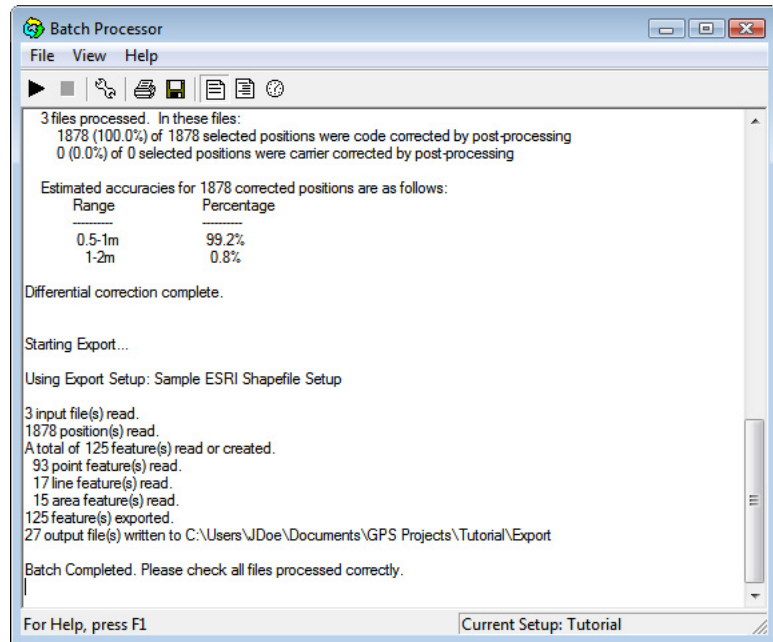 Batch Processor
File View Help
3 files processed. In these files:
1878 (100.0%) of 1878 selected positions were code corrected by post-processing
0 (0.0%) of 0 selected positions were carrier corrected by post-processing
Estimated accuracies for 1878 corrected positions are as follows:
Range Percentage
---------- ----------
0.5-1m 99.2%
1-2m 0.8%
Differential correction complete.
Starting Export...
Using Export Setup: Sample ESRI Shapefile Setup
3 input file(s) read.
1878 position(s) read.
A total of 125 feature(s) read or created.
93 point feature(s) read.
17 line feature(s) read.
15 area feature(s) read.
125 feature(s) exported.
27 output file(s) written to C:\Users\JDoe\Documents\GPS Projects\Tutorial\Export
Batch Completed. Please check all files processed correctly.
For Help, press F1 Current Setup: Tutorial